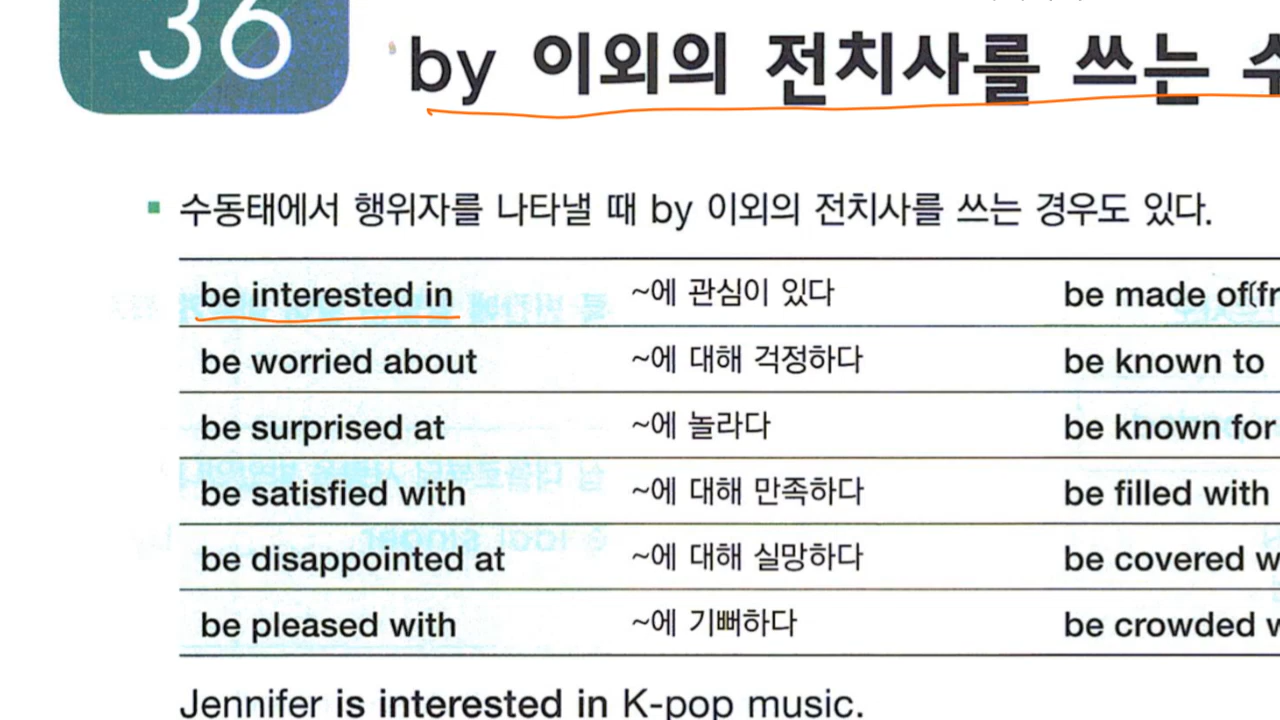 36
by 이외의 전치사를 쓰는
수동태에서 행위자를 나타낼 때 by 이외의 전치사를 쓰는 경우도 있다.
be interested in ~에 관심이 있다 be made of
be worried about ~에 대해 걱정하다 be known to
be surprised at ~에 놀라다 be known for
be satisfied with ~에 대해 만족하다 be filled with
be disappointed at ~에 대해 실망하다 be covered
be pleased with ~에 기뻐하다 be crowded
Jennifer is interested in K-pop music.